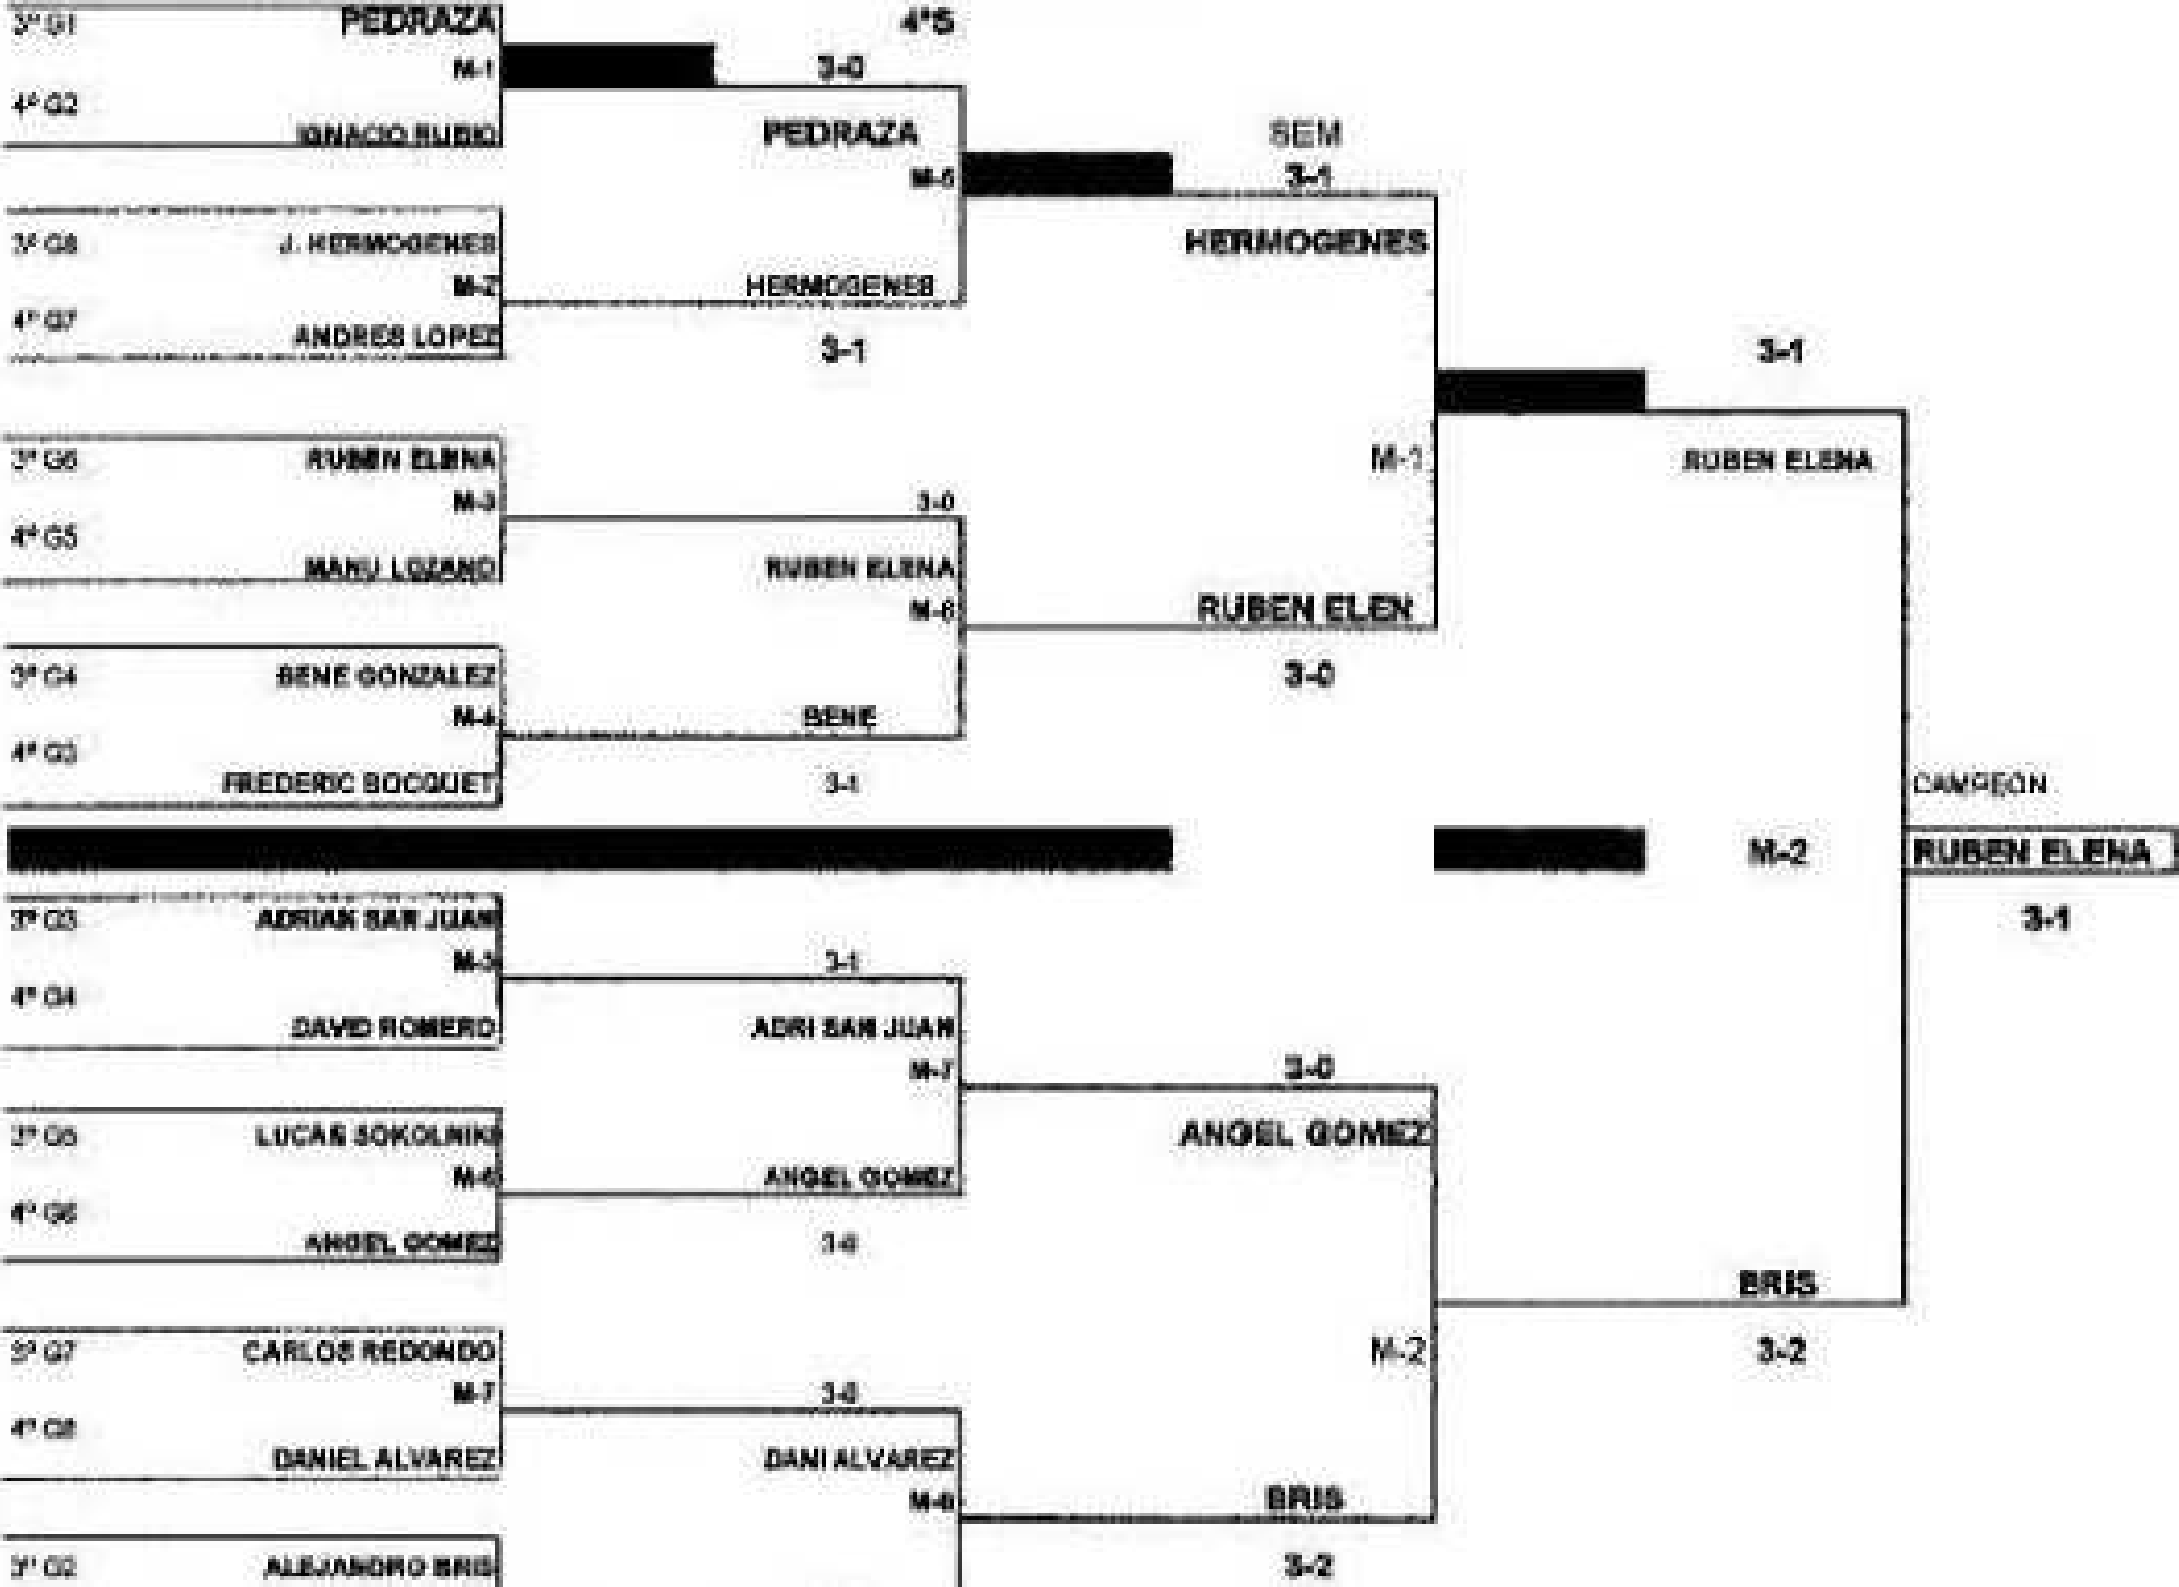 3º G1 PEDRAZA 4ºS
M-1 3-0
4º G2
IGNACIO RUBIO PEDRAZA SEM
M-5 3-1
3º G8 J. HERMOGENES HERMOGENES
M-2 HERMOGENES
4º G7
ANDRES LOPEZ 3-1 3-1
3º G6 RUBEN ELENA M-1 RUBEN ELENA
M-3 3-0
4º G5
MANU LOZANO RUBEN ELENA
M-6 RUBEN ELEN
3º G4 BENE GONZALEZ 3-0
M-4 BENE
4º G3
FREDERIC BOCQUET 3-1 CAMPEON
M-2 RUBEN ELENA
3º G3 ADRIAN SAN JUAN 3-1
M-5 3-1
4º G4
DAVID ROMERO ADRI SAN JUAN
M-7 3-0
3º G5 LUCAS SOKOLNIKI ANGEL GOMEZ
M-6 ANGEL GOMEZ
4º G6
ANGEL GOMEZ BRIS
3º G7 CARLOS REDONDO M-2 3-2
M-7
4º G8
DANIEL ALVAREZ DANI ALVAREZ
M-8 BRIS
3º G2 ALEJANDRO BRIS 3-2